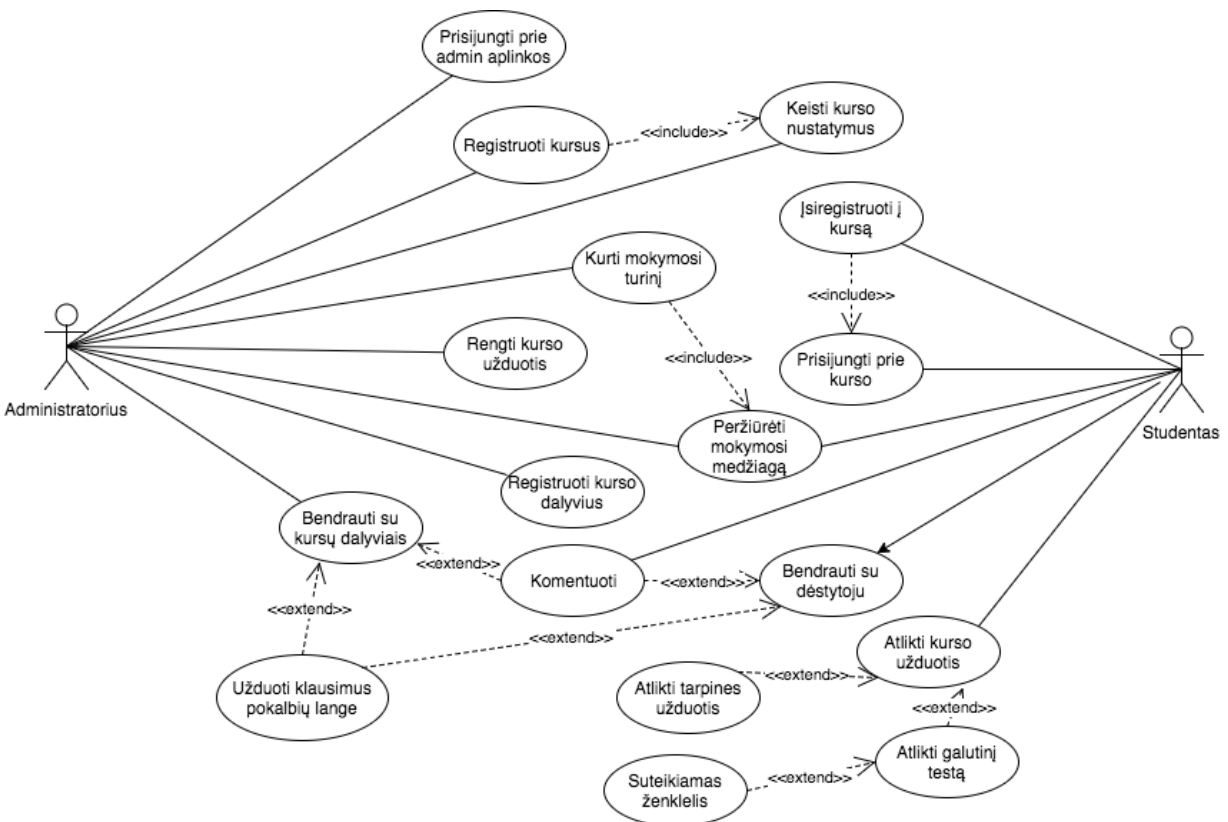 Prisijungti prie
admin aplinkos
Registruoti kursus
<<include>>
Keisti kurso
nustatymus
Įsiregistruoti į
kursą
Kurti mokymosi
turinį
<<include>>
Rengti kurso
užduotis
<<include>>
Prisijungti prie
kurso
Administratorius
Studentas
Peržiūrėti
mokymosi
medžiagą
Registruoti kurso
dalyvius
Bendrauti su
kursų dalyviais
<<extend>>
Komentuoti
<<extend>>
Bendrauti su
dėstytoju
<<extend>>
<<extend>>
Atlikti kurso
užduotis
Užduoti klausimus
pokalbių lange
Atlikti tarpines
užduotis
<<extend>>
<<extend>>
Atlikti galutinį
testą
Suteikiamas
ženklelis
<<extend>>